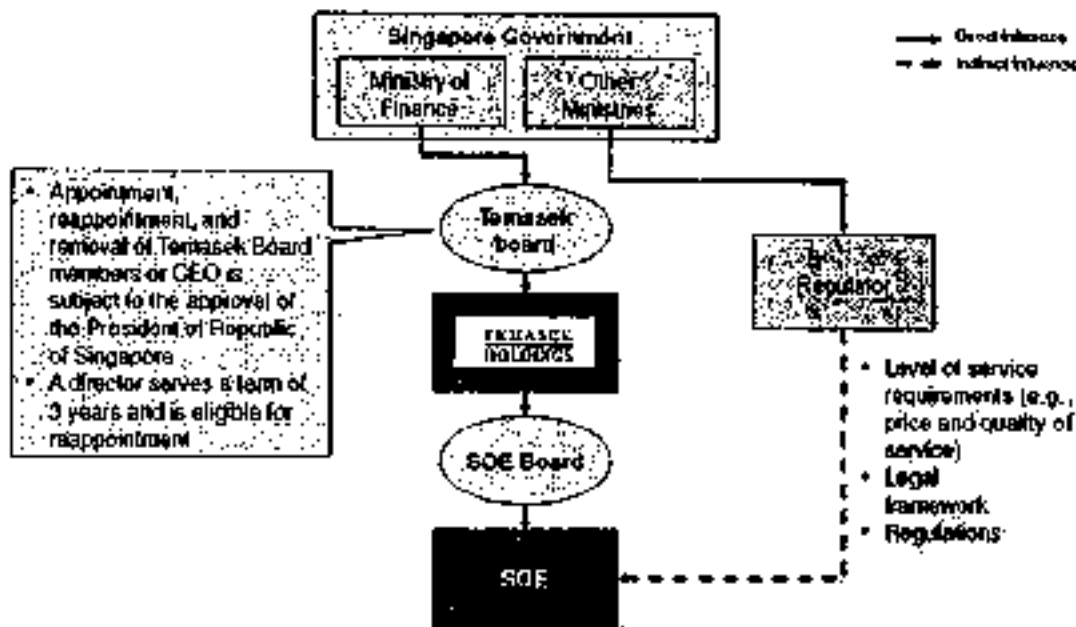 Singapore Government
Direct Influence
Indirect Influence
Ministry of
Finance
Other
Ministries
• Appointment,
reappointment, and
removal of Temasek Board
members or CEO is
subject to the approval of
the President of Republic
of Singapore
• A director serves a term of
3 years and is eligible for
reappointment
Temasek
board
TEMASEK
HOLDINGS
SOE Board
SOE
Regulator
• Level of service
requirements (e.g.,
price and quality of
service)
• Legal
framework
• Regulations